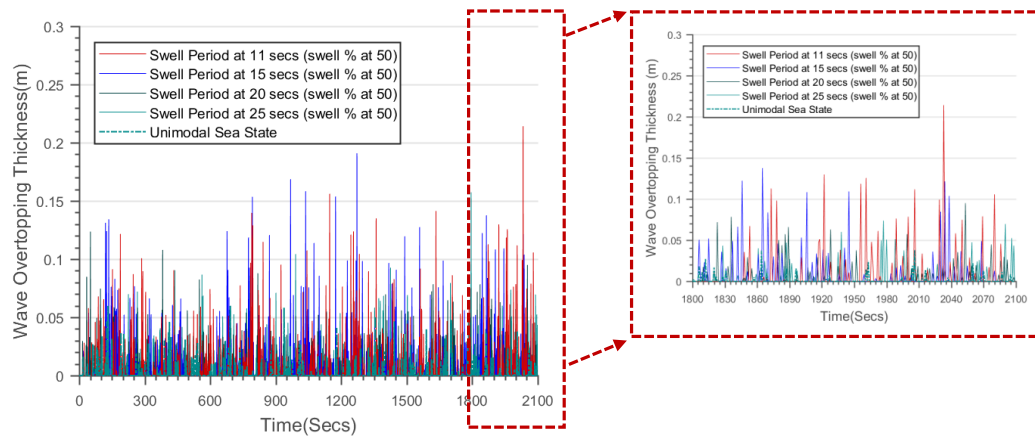 Wave Overtopping Thickness(m)
0.3
0.25
0.2
0.15
0.1
0.05
0
Swell Period at 11 secs (swell % at 50)
Swell Period at 15 secs (swell % at 50)
Swell Period at 20 secs (swell % at 50)
Swell Period at 25 secs (swell % at 50)
Unimodal Sea State
0 300 600 900 1200 1500 1800 2100
Time(Secs)
Wave Overtopping Thickness (m)
0.3
0.25
0.2
0.15
0.1
0.05
0
Swell Period at 11 secs (swell % at 50)
Swell Period at 15 secs (swell % at 50)
Swell Period at 20 secs (swell % at 50)
Swell Period at 25 secs (swell % at 50)
Unimodal Sea State
1800 1830 1860 1890 1920 1950 1980 2010 2040 2070 2100
Time(Secs)